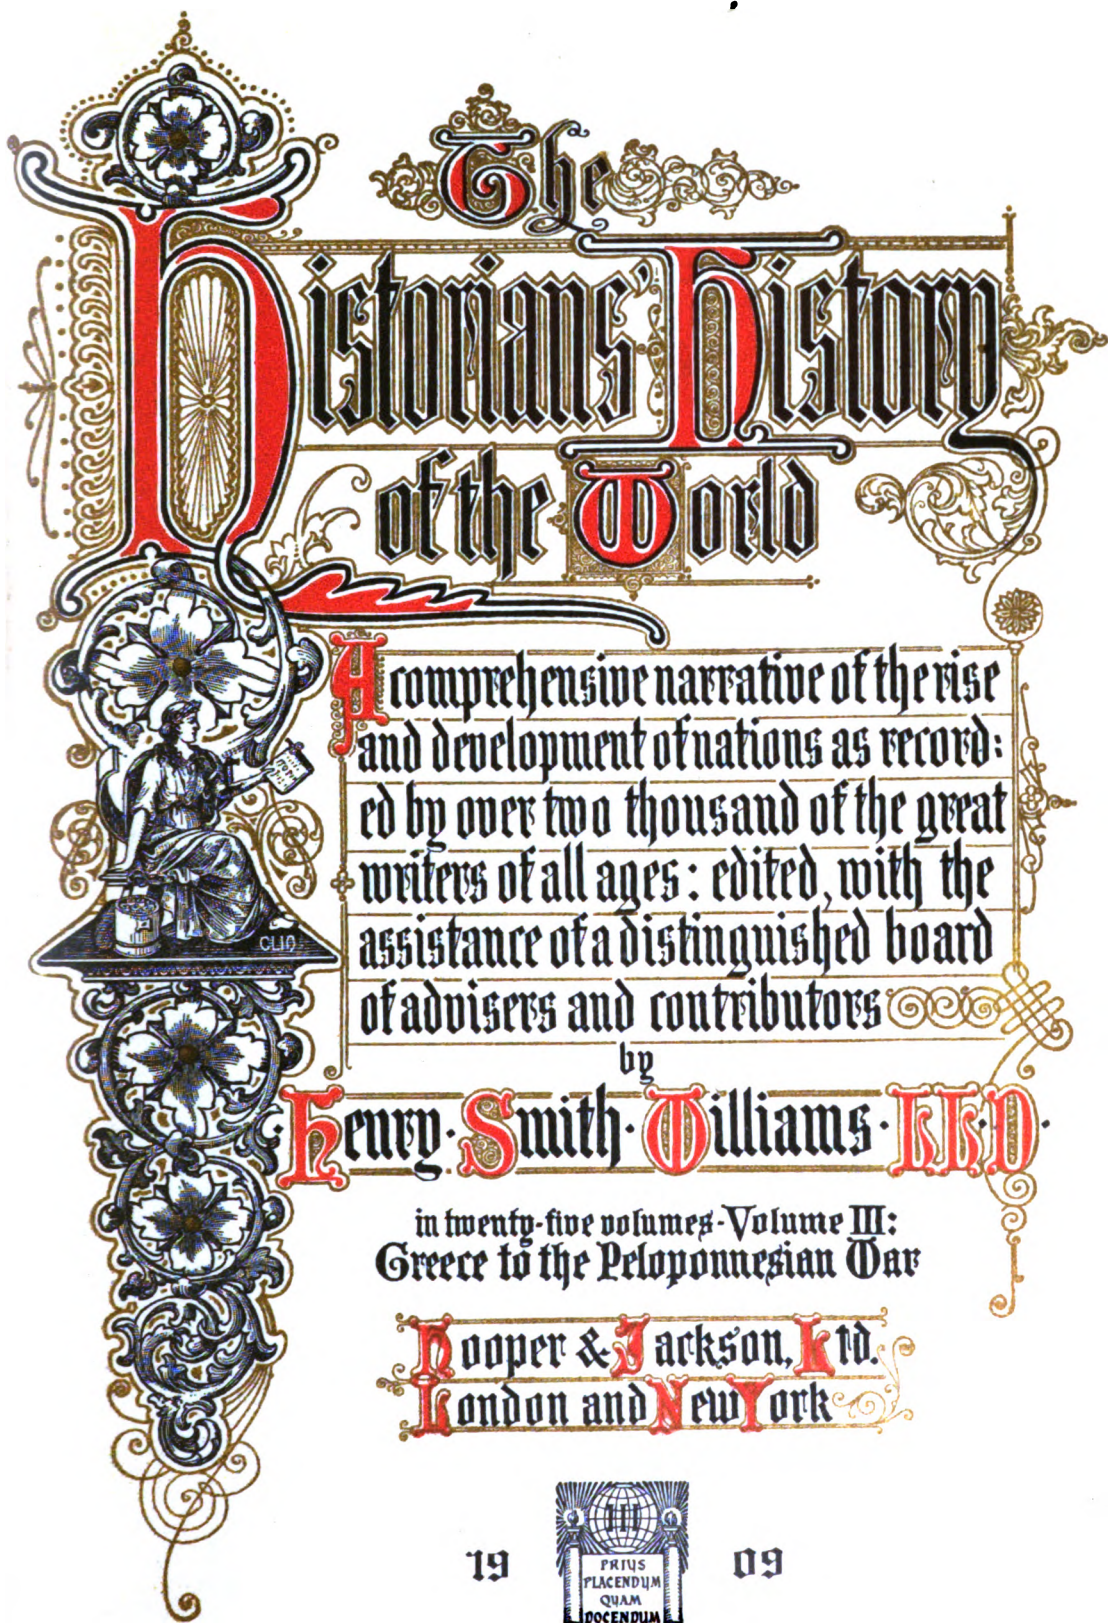 The
Historians' History
of the World
A comprehensive narrative of the rise
and development of nations as record:
ed by over two thousand of the great
writers of all ages: edited, with the
assistance of a distinguished board
of advisers and contributors
by
Henry · Smith · Williams · LL·D·
in twenty-five volumes - Volume III:
Greece to the Peloponnesian War
Hooper & Jackson, Ltd.
London and New York
CLIO
III
19 09
PRIUS
PLACENDUM
QUAM
DOCENDUM